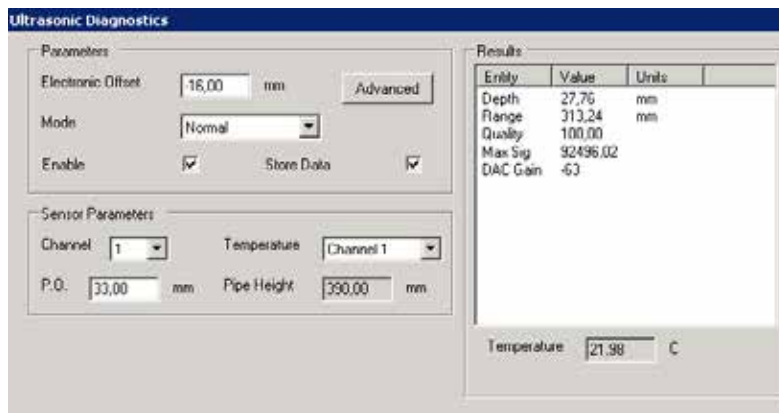 Ultrasonic Diagnostics
Parameters
Electronic Offset -16,00 mm Advanced
Mode Normal
Enable Store Data
Sensor Parameters
Channel 1 Temperature Channel 1
P.O. 33,00 mm Pipe Height 390,00 mm
Results
Entity Value Units
Depth 27,76 mm
Range 313,24 mm
Quality 100,00
Max Sig 92496,02
DAC Gain -63
Temperature 21.98 C